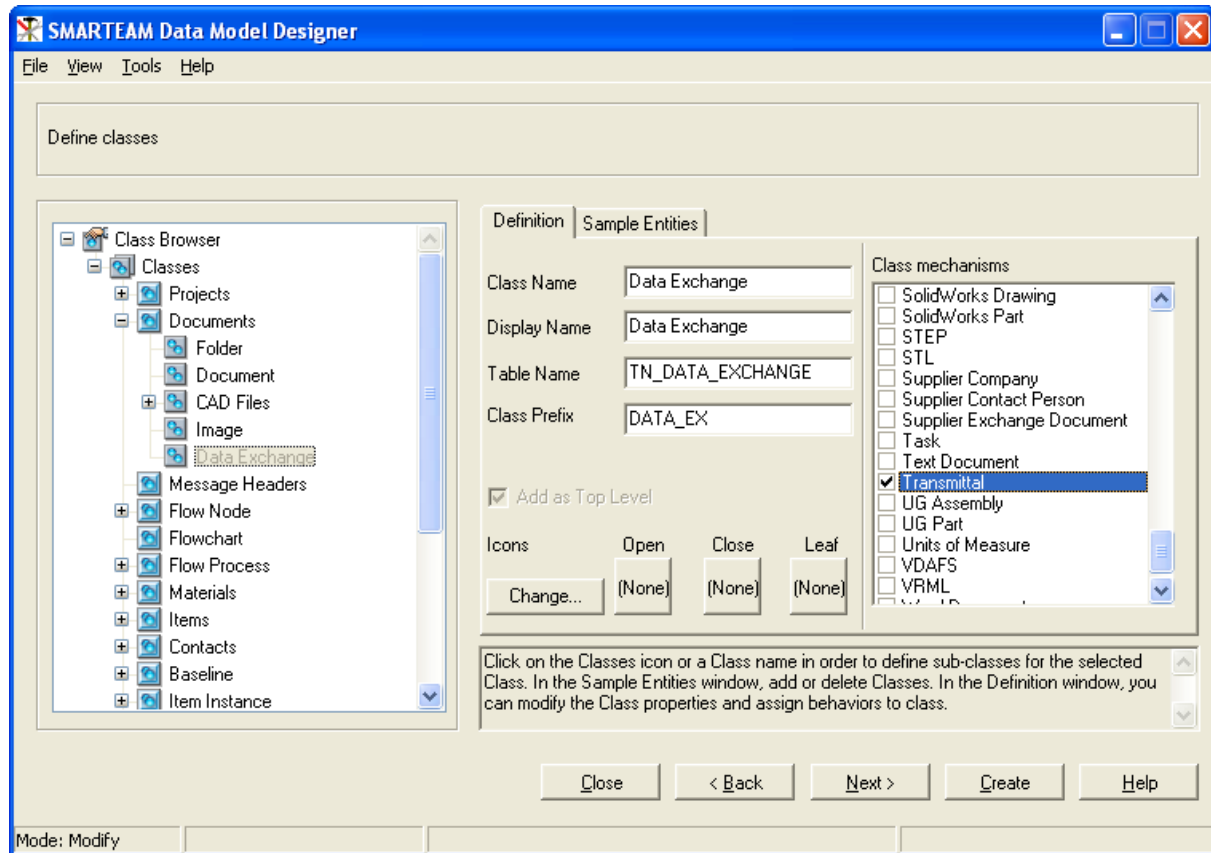 SMARTEAM Data Model Designer
File View Tools Help
Define classes
Class Browser
Classes
Projects
Documents
Folder
Document
CAD Files
Image
Data Exchange
Message Headers
Flow Node
Flowchart
Flow Process
Materials
Items
Contacts
Baseline
Item Instance
Definition
Sample Entities
Class Name
Data Exchange
Display Name
Data Exchange
Table Name
TN_DATA_EXCHANGE
Class Prefix
DATA_EX
Add as Top Level
Icons
Open
Close
Leaf
Change...
(None)
(None)
(None)
Class mechanisms
SolidWorks Drawing
SolidWorks Part
STEP
STL
Supplier Company
Supplier Contact Person
Supplier Exchange Document
Task
Text Document
Transmittal
UG Assembly
UG Part
Units of Measure
VDAFS
VRML
Click on the Classes icon or a Class name in order to define sub-classes for the selected
Class. In the Sample Entities window, add or delete Classes. In the Definition window, you
can modify the Class properties and assign behaviors to class.
Close
< Back
Next >
Create
Help
Mode: Modify